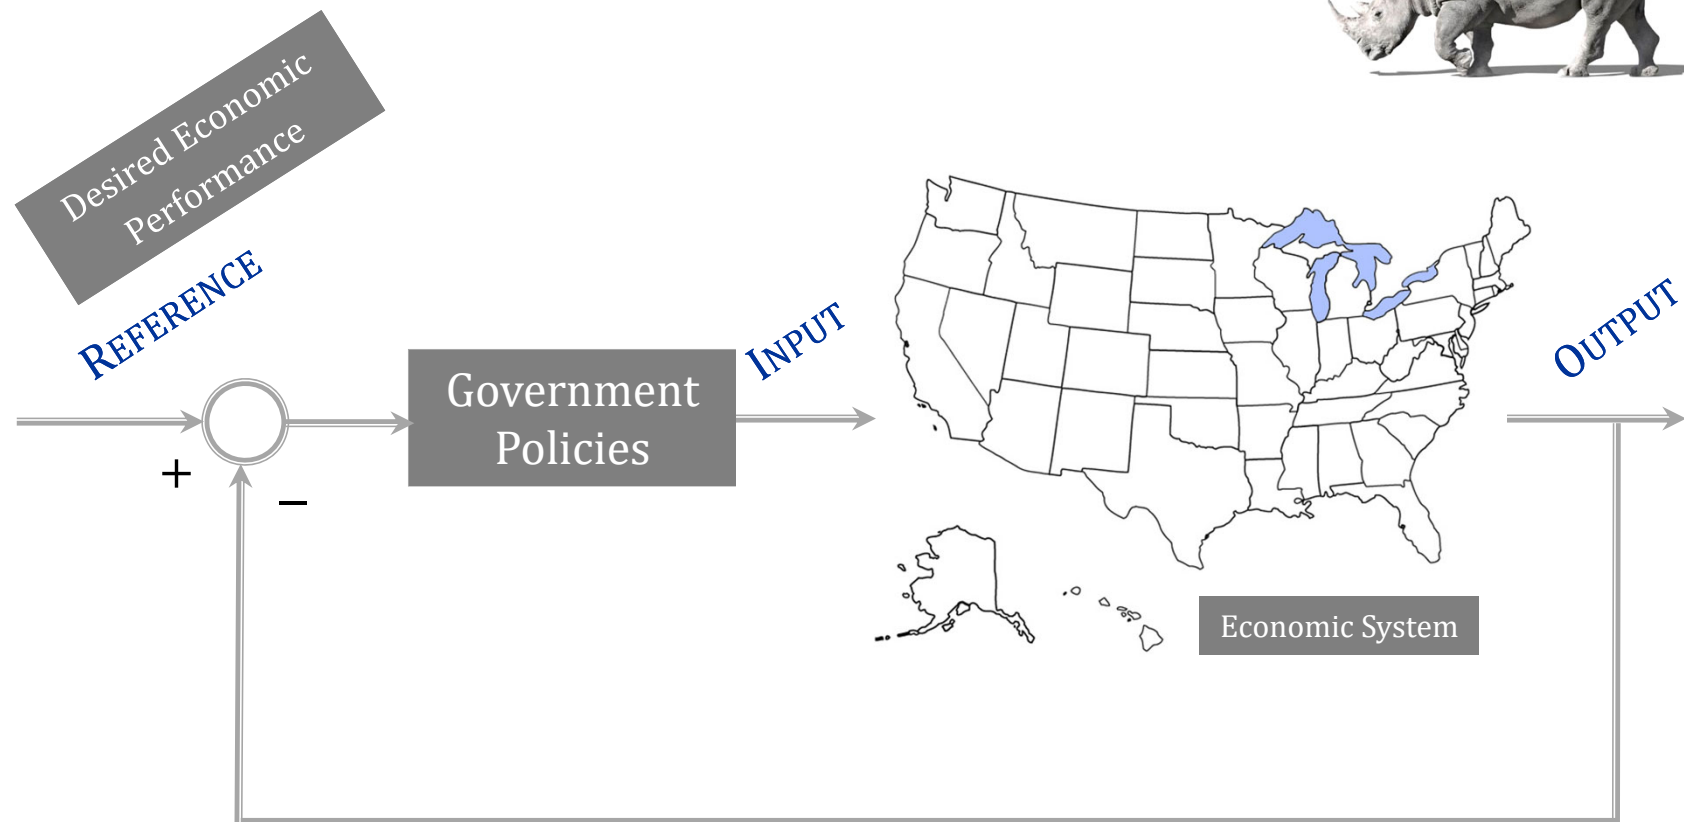 Desired Economic
Performance
REFERENCE
+
−
Government
Policies
INPUT
OUTPUT
Economic System